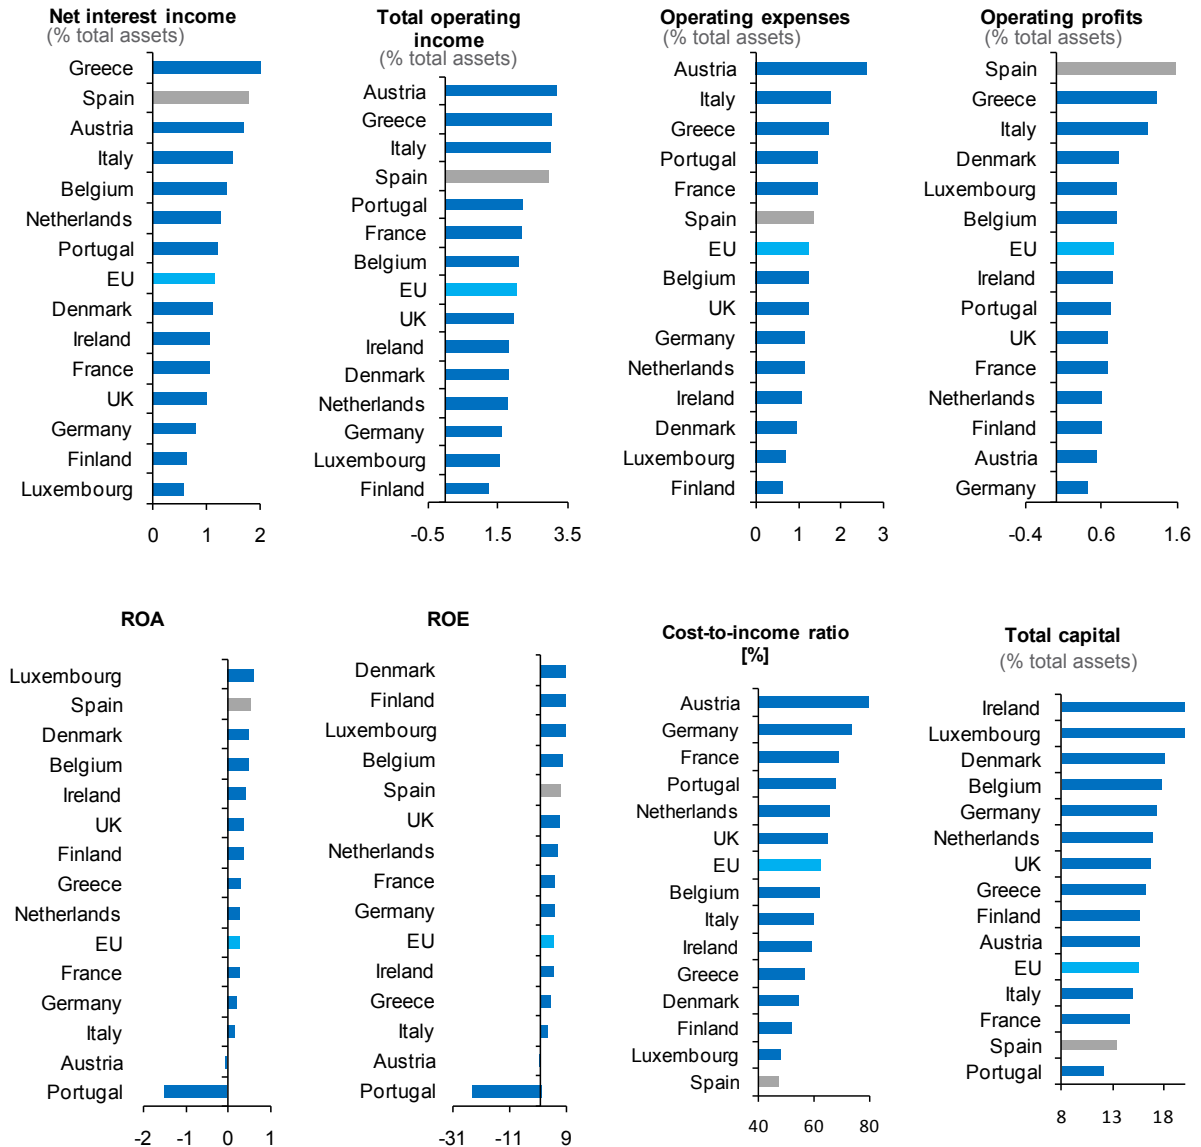 Net interest income
(% total assets)
Greece
Spain
Austria
Italy
Belgium
Netherlands
Portugal
EU
Denmark
Ireland
France
UK
Germany
Finland
Luxembourg
0 1 2
Total operating
income
(% total assets)
Austria
Greece
Italy
Spain
Portugal
France
Belgium
EU
UK
Ireland
Denmark
Netherlands
Germany
Luxembourg
Finland
-0.5 1.5 3.5
Operating expenses
(% total assets)
Austria
Italy
Greece
Portugal
France
Spain
EU
Belgium
UK
Germany
Netherlands
Ireland
Denmark
Luxembourg
Finland
0 1 2 3
Operating profits
(% total assets)
Spain
Greece
Italy
Denmark
Luxembourg
Belgium
EU
Ireland
Portugal
UK
France
Netherlands
Finland
Austria
Germany
-0.4 0.6 1.6
ROA
Luxembourg
Spain
Denmark
Belgium
Ireland
UK
Finland
Greece
Netherlands
EU
France
Germany
Italy
Austria
Portugal
-2 -1 0 1
ROE
Denmark
Finland
Luxembourg
Belgium
Spain
UK
Netherlands
France
Germany
EU
Ireland
Greece
Italy
Austria
Portugal
-31 -11 9
Cost-to-income ratio
[%]
Austria
Germany
France
Portugal
Netherlands
UK
EU
Belgium
Italy
Ireland
Greece
Denmark
Finland
Luxembourg
Spain
40 60 80
Total capital
(% total assets)
Ireland
Luxembourg
Denmark
Belgium
Germany
Netherlands
UK
Greece
Finland
Austria
EU
Italy
France
Spain
Portugal
8 13 18